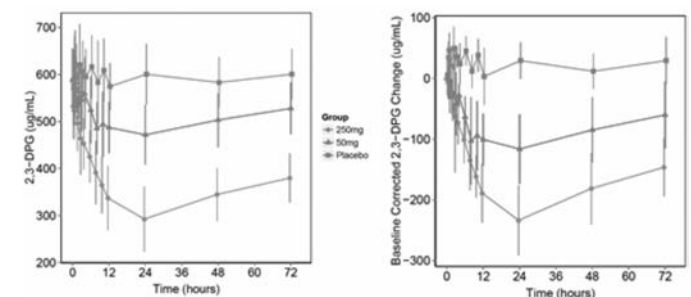 700
600
500
400
300
200
2,3-DPG (ug/mL)
0 12 24 36 48 60 72
Time (hours)
Group
250mg
50mg
Placebo
100
0
−100
−200
−300
Baseline Corrected 2,3-DPG Change (ug/mL)
0 12 24 36 48 60 72
Time (hours)